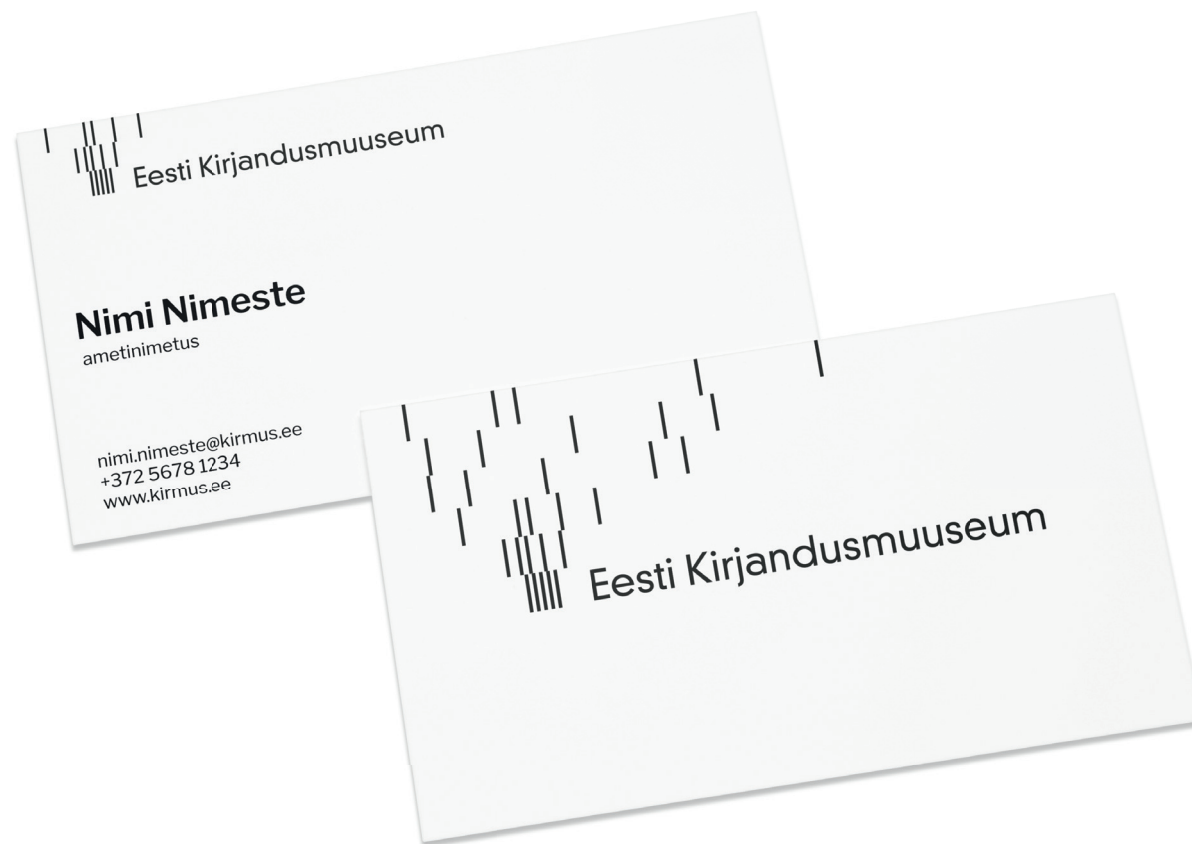 Eesti Kirjandusmuuseum
Nimi Nimeste
ametinimetus
nimi.nimeste@kirmus.ee
+372 5678 1234
www.kirmus.ee
Eesti Kirjandusmuuseum